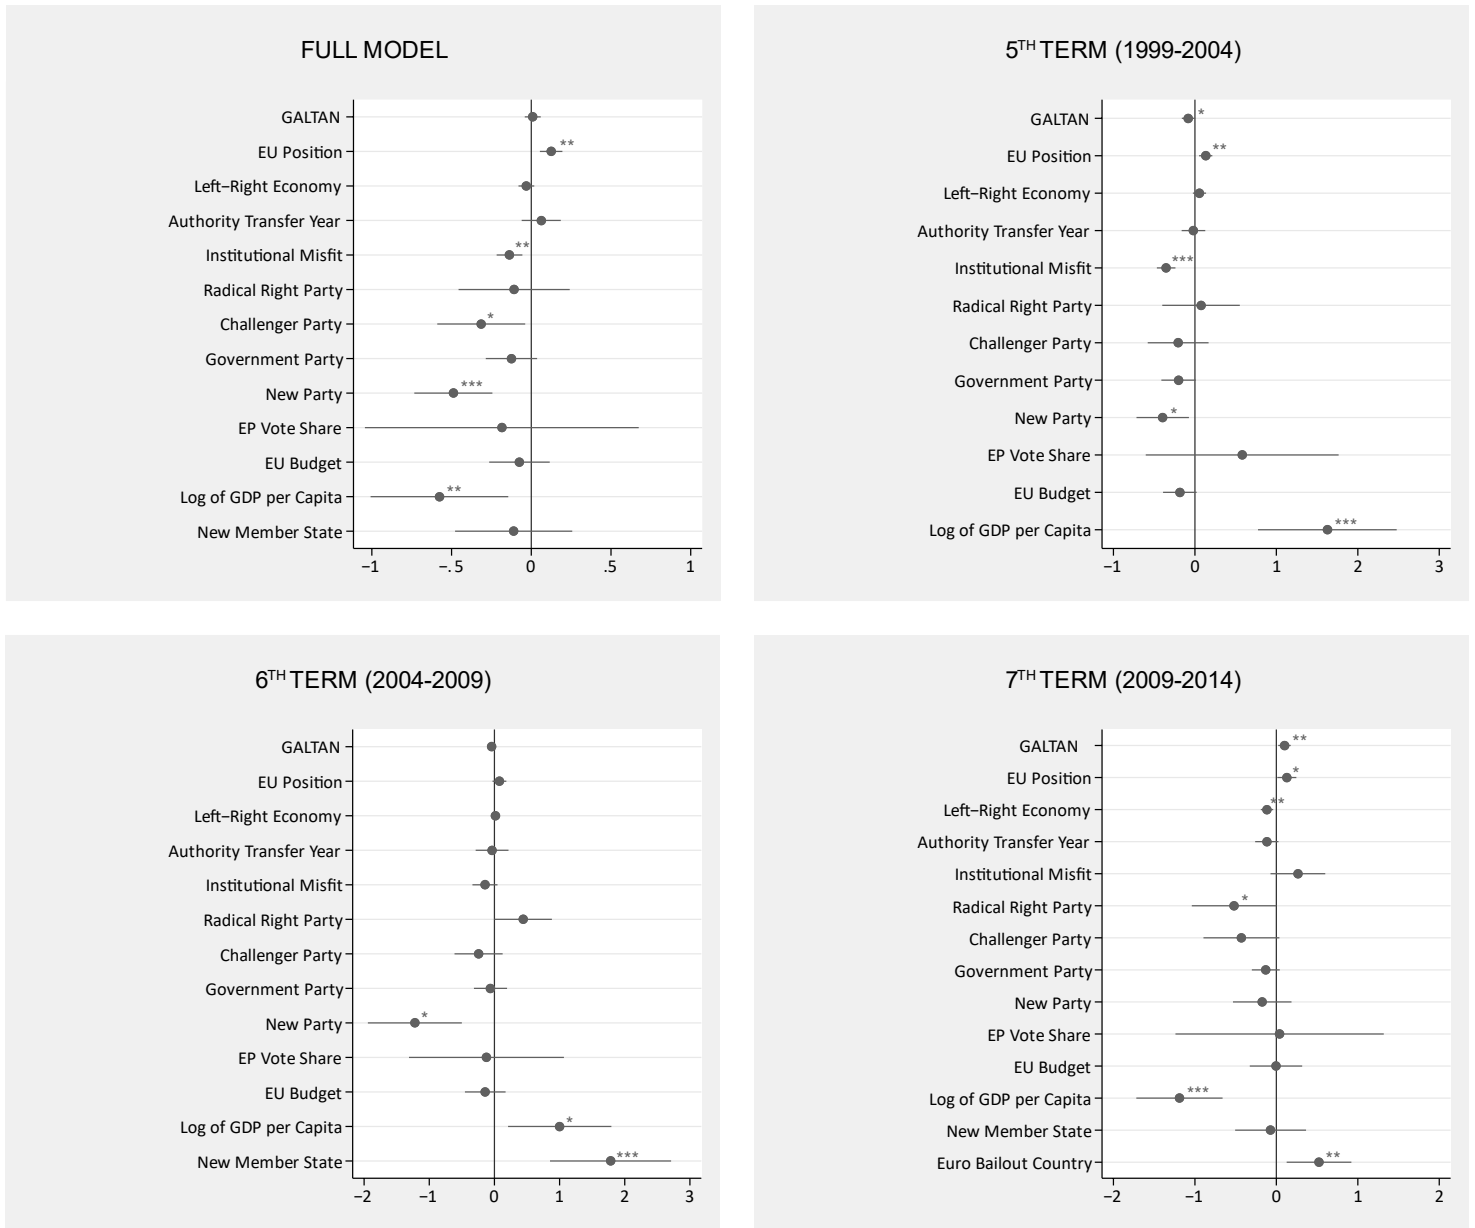 FULL MODEL
GALTAN
EU Position **
Left–Right Economy
Authority Transfer Year
Institutional Misfit **
Radical Right Party
Challenger Party *
Government Party
New Party ***
EP Vote Share
EU Budget
Log of GDP per Capita **
New Member State
−1 −.5 0 .5 1
5TH TERM (1999-2004)
GALTAN *
EU Position **
Left–Right Economy
Authority Transfer Year
Institutional Misfit ***
Radical Right Party
Challenger Party
Government Party
New Party *
EP Vote Share
EU Budget
Log of GDP per Capita ***
−1 0 1 2 3
6TH TERM (2004-2009)
GALTAN
EU Position
Left–Right Economy
Authority Transfer Year
Institutional Misfit
Radical Right Party
Challenger Party
Government Party
New Party *
EP Vote Share
EU Budget
Log of GDP per Capita *
New Member State ***
−2 −1 0 1 2 3
7TH TERM (2009-2014)
GALTAN **
EU Position *
Left–Right Economy **
Authority Transfer Year
Institutional Misfit
Radical Right Party *
Challenger Party
Government Party
New Party
EP Vote Share
EU Budget
Log of GDP per Capita ***
New Member State
Euro Bailout Country **
−2 −1 0 1 2